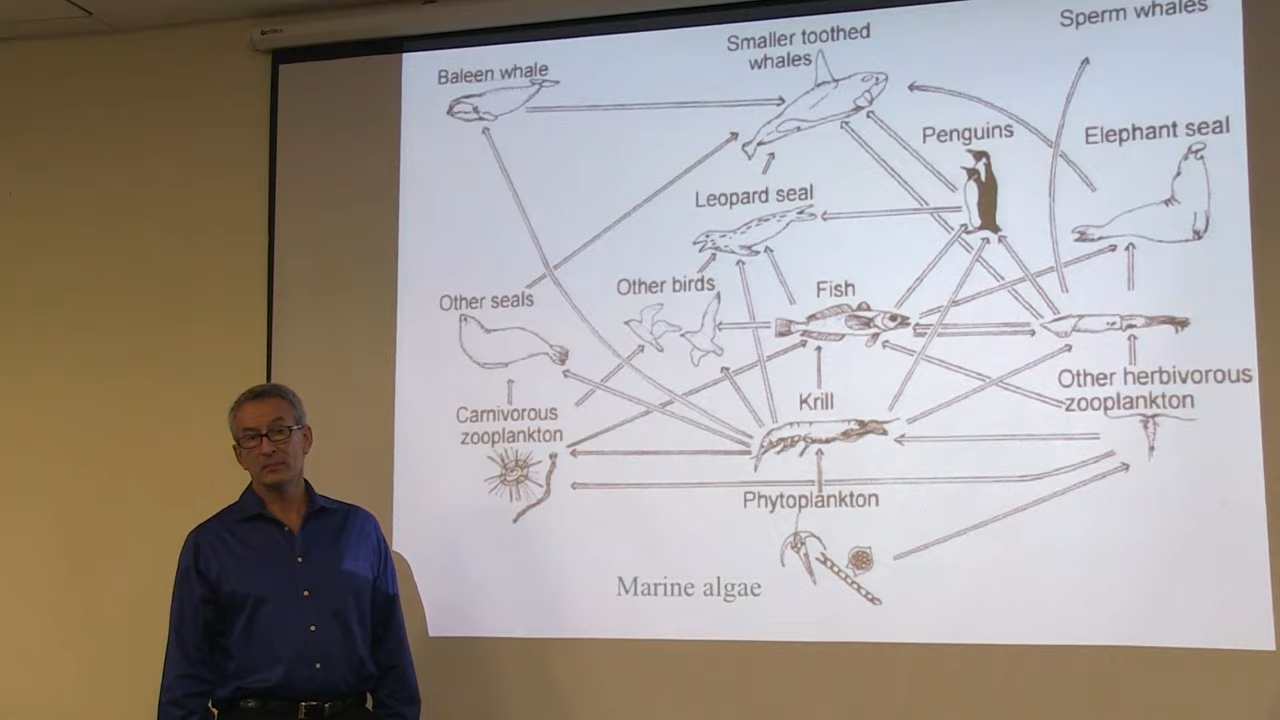 Sperm whales
Smaller toothed
whales
Baleen whale
Penguins
Elephant seal
Leopard seal
Other birds
Fish
Other seals
Krill
Other herbivorous
zooplankton
Carnivorous
zooplankton
Phytoplankton
Marine algae